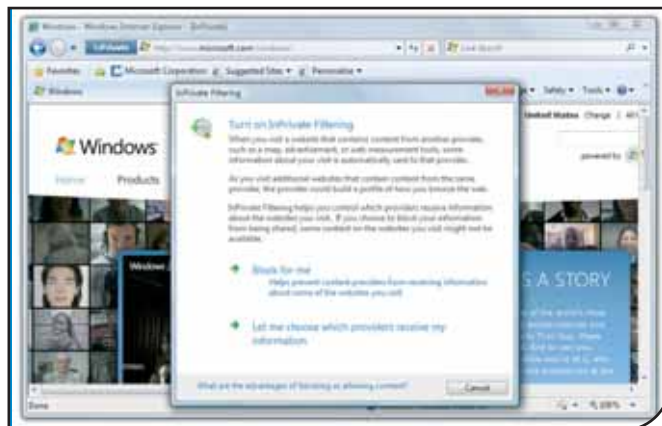 Windows - Windows Internet Explorer - [InPrivate]
InPrivate http://www.microsoft.com/windows/ Live Search
Favorites Microsoft Corporation Suggested Sites Personalize
Windows Safety Tools
InPrivate Filtering
United States Change | All
Windows
powered by
Home Products
Turn on InPrivate Filtering
When you visit a website that contains content from another provider,
such as a map, advertisement, or web measurement tools, some
information about your visit is automatically sent to that provider.
As you visit additional websites that contain content from the same
provider, the provider could build a profile of how you browse the web.
InPrivate Filtering helps you control which providers receive information
about the websites you visit. If you choose to block your information
from being shared, some content on the websites you visit might not be
available.
Windows
Block for me
Helps prevent content providers from receiving information
about some of the websites you visit
S A STORY
Let me choose which providers receive my
information
What are the advantages of blocking or allowing content?
Cancel
Done 100%